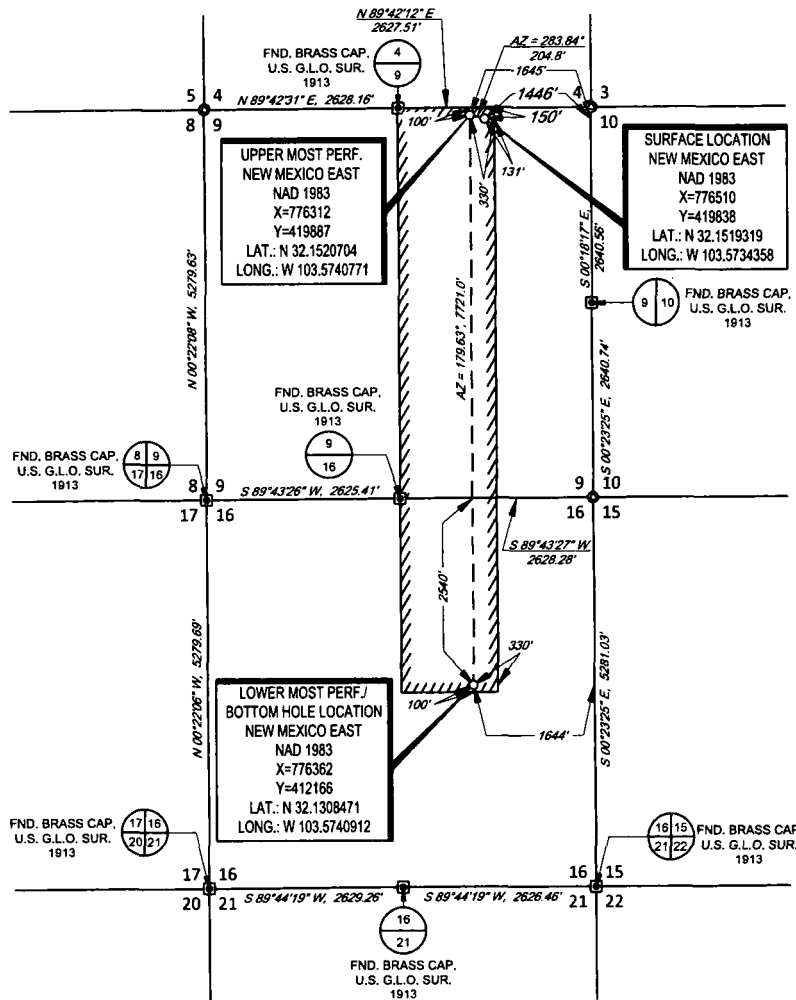 N 89°42'12" E
2627.51'
AZ = 283.84°
204.8'
FND. BRASS CAP,
U.S. G.L.O. SUR.
1913
4
9
1645'
1446'
150'
5 4
8 9
N 89°42'31" E, 2628.16'
100'
4 3
10
330'
131'
UPPER MOST PERF.
NEW MEXICO EAST
NAD 1983
X=776312
Y=419887
LAT.: N 32.1520704
LONG.: W 103.5740771
SURFACE LOCATION
NEW MEXICO EAST
NAD 1983
X=776510
Y=419838
LAT.: N 32.1519319
LONG.: W 103.5734358
N 00°22'08" W, 5279.63'
AZ = 179.63°, 7721.0'
S 00°18'17" E,
2640.56'
9 10
FND. BRASS CAP,
U.S. G.L.O. SUR.
1913
S 00°23'25" E, 2640.74'
FND. BRASS CAP,
U.S. G.L.O. SUR.
1913
9
16
FND. BRASS CAP,
U.S. G.L.O. SUR.
1913
8 9
17 16
8 9
17 16
S 89°43'26" W, 2625.41'
9 10
16 15
S 89°43'27" W
2628.28'
2540'
N 00°22'06" W, 5279.69'
S 00°23'25" E, 5281.03'
LOWER MOST PERF./
BOTTOM HOLE LOCATION
NEW MEXICO EAST
NAD 1983
X=776362
Y=412166
LAT.: N 32.1308471
LONG.: W 103.5740912
330'
100'
1644'
FND. BRASS CAP,
U.S. G.L.O. SUR.
1913
17 16
20 21
17 16
20 21
S 89°44'19" W, 2629.26'
S 89°44'19" W, 2626.46'
16 15
21 22
16 15
21 22
FND. BRASS CAP
U.S. G.L.O. SUR.
1913
16
21
FND. BRASS CAP,
U.S. G.L.O. SUR.
1913